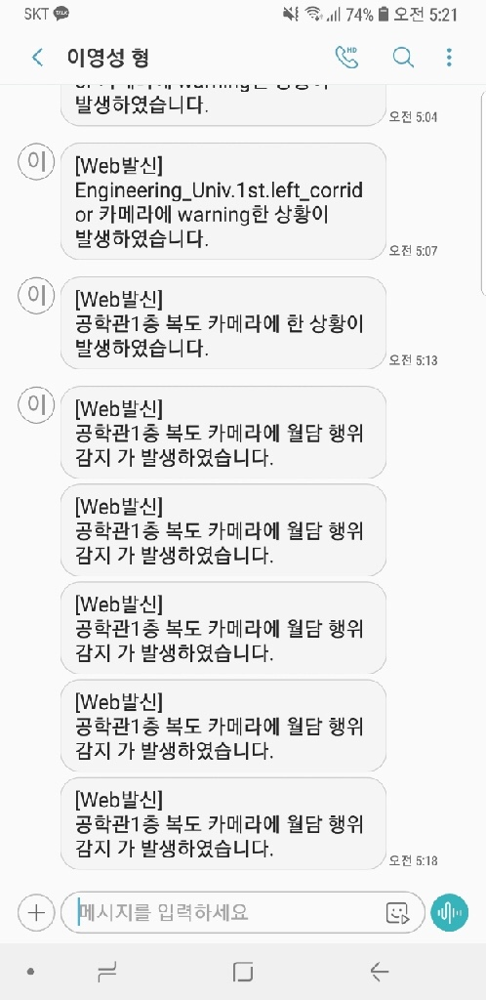 SKT TALK 74% 오전 5:21
이영성 형 HD
발생하였습니다.
오전 5:04
이
[Web발신]
Engineering_Univ.1st.left_corrid
or 카메라에 warning한 상황이
발생하였습니다.
오전 5:07
이
[Web발신]
공학관1층 복도 카메라에 한 상황이
발생하였습니다.
오전 5:13
이
[Web발신]
공학관1층 복도 카메라에 월담 행위
감지 가 발생하였습니다.
[Web발신]
공학관1층 복도 카메라에 월담 행위
감지 가 발생하였습니다.
[Web발신]
공학관1층 복도 카메라에 월담 행위
감지 가 발생하였습니다.
[Web발신]
공학관1층 복도 카메라에 월담 행위
감지 가 발생하였습니다.
[Web발신]
공학관1층 복도 카메라에 월담 행위
감지 가 발생하였습니다.
오전 5:18
메시지를 입력하세요